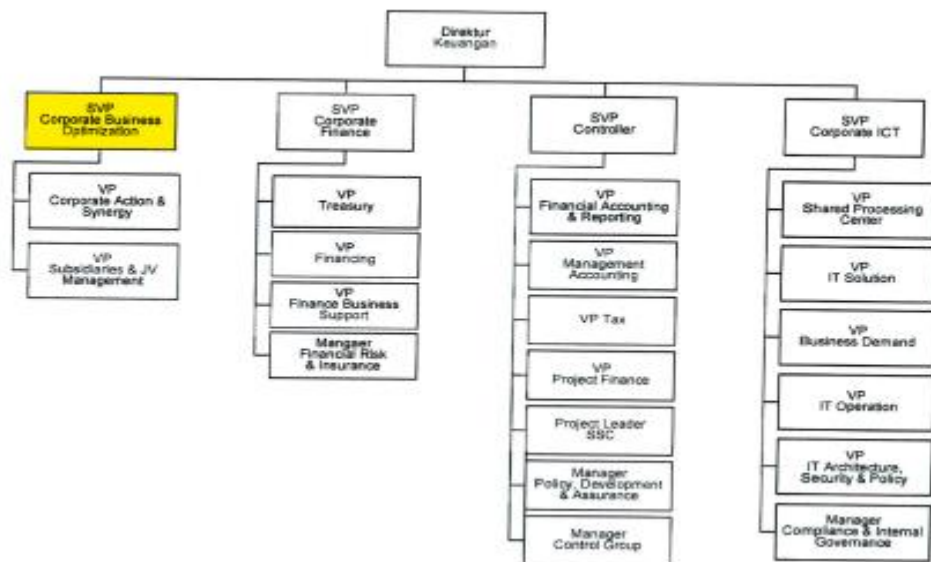 Direktur
Keuangan
SVP
Corporate Business
Optimization
VP
Corporate Action &
Synergy
VP
Subsidiaries & JV
Management
SVP
Corporate
Finance
VP
Treasury
VP
Financing
VP
Finance Business
Support
Mangaer
Financial Risk
& Insurance
SVP
Controller
VP
Financial Accounting
& Reporting
VP
Management
Accounting
VP Tax
VP
Project Finance
Project Leader
SSC
Manager
Policy, Development
& Assurance
Manager
Control Group
SVP
Corporate ICT
VP
Shared Processing
Center
VP
IT Solution
VP
Business Demand
VP
IT Operation
VP
IT Architecture,
Security & Policy
Manager
Compliance & Internal
Governance